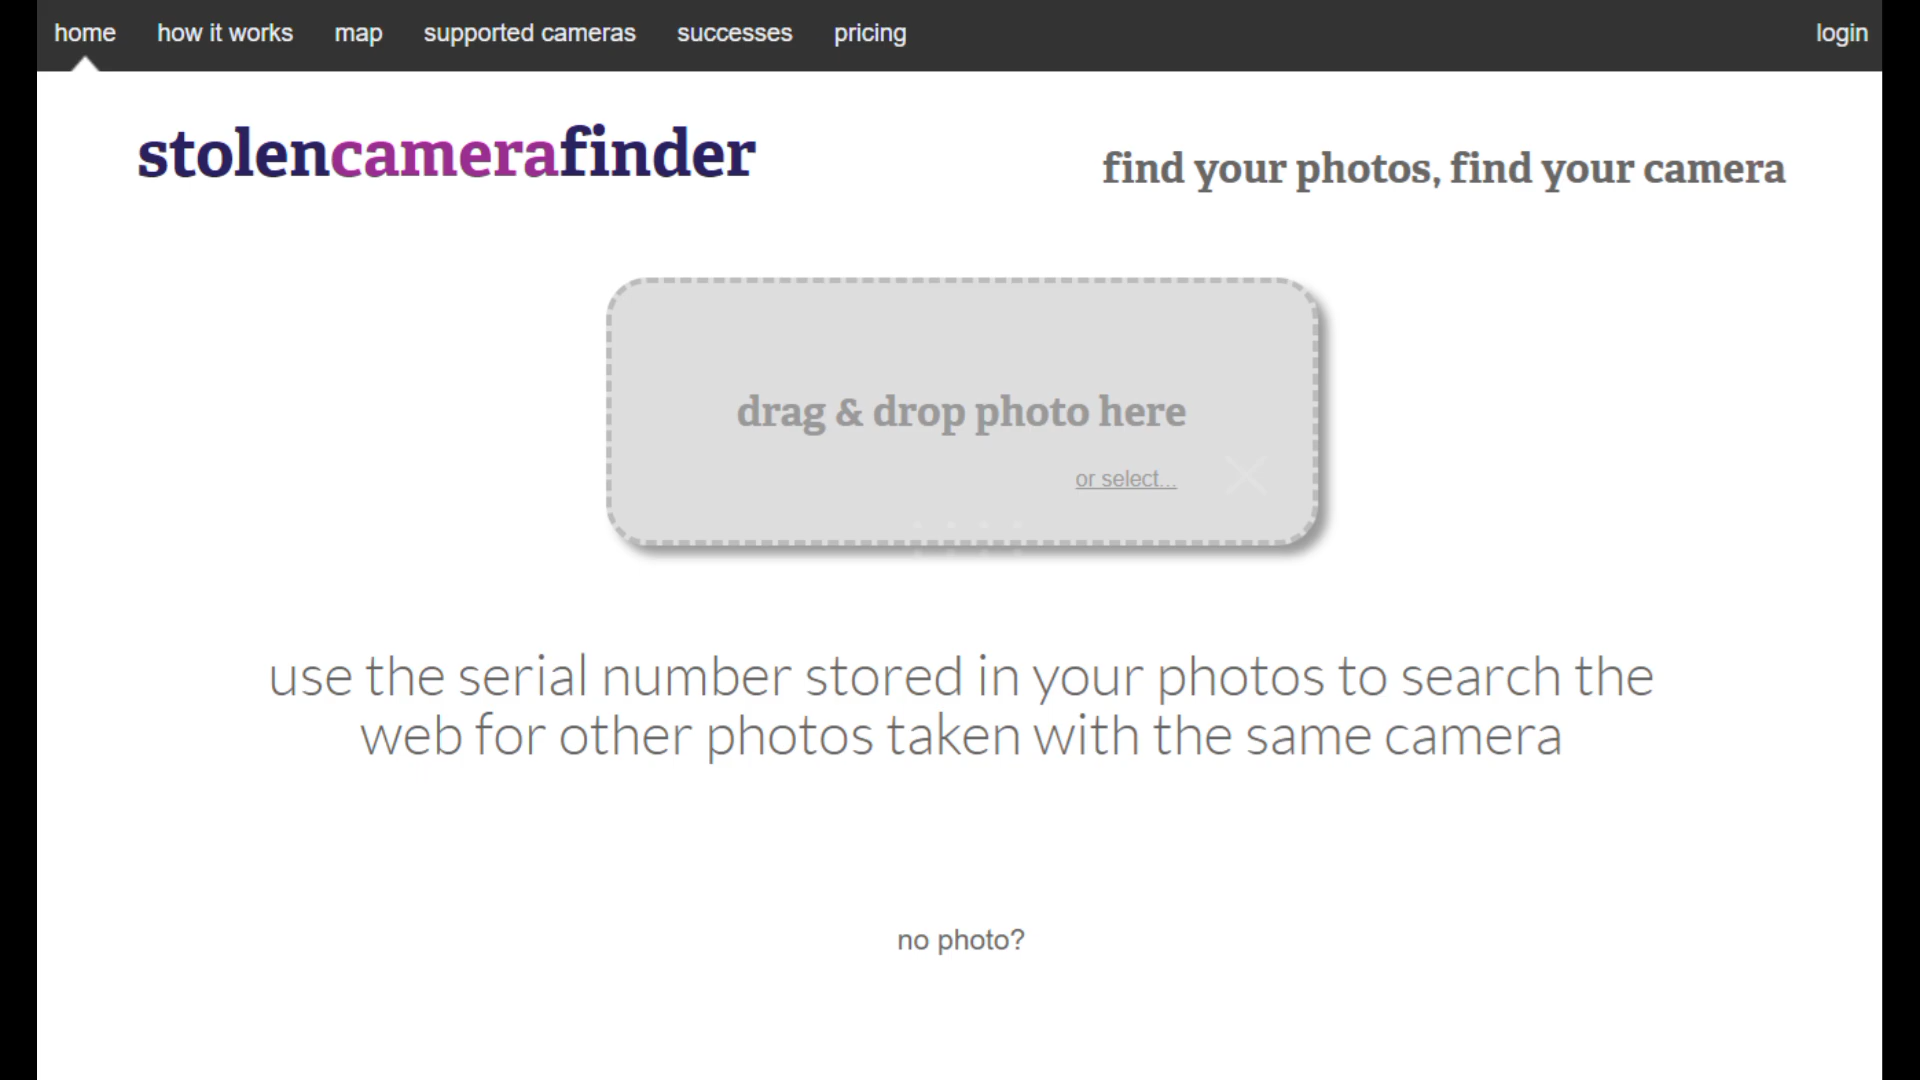 home how it works map supported cameras successes pricing login
stolencamerafinder
find your photos, find your camera
drag & drop photo here
or select...
use the serial number stored in your photos to search the
web for other photos taken with the same camera
no photo?